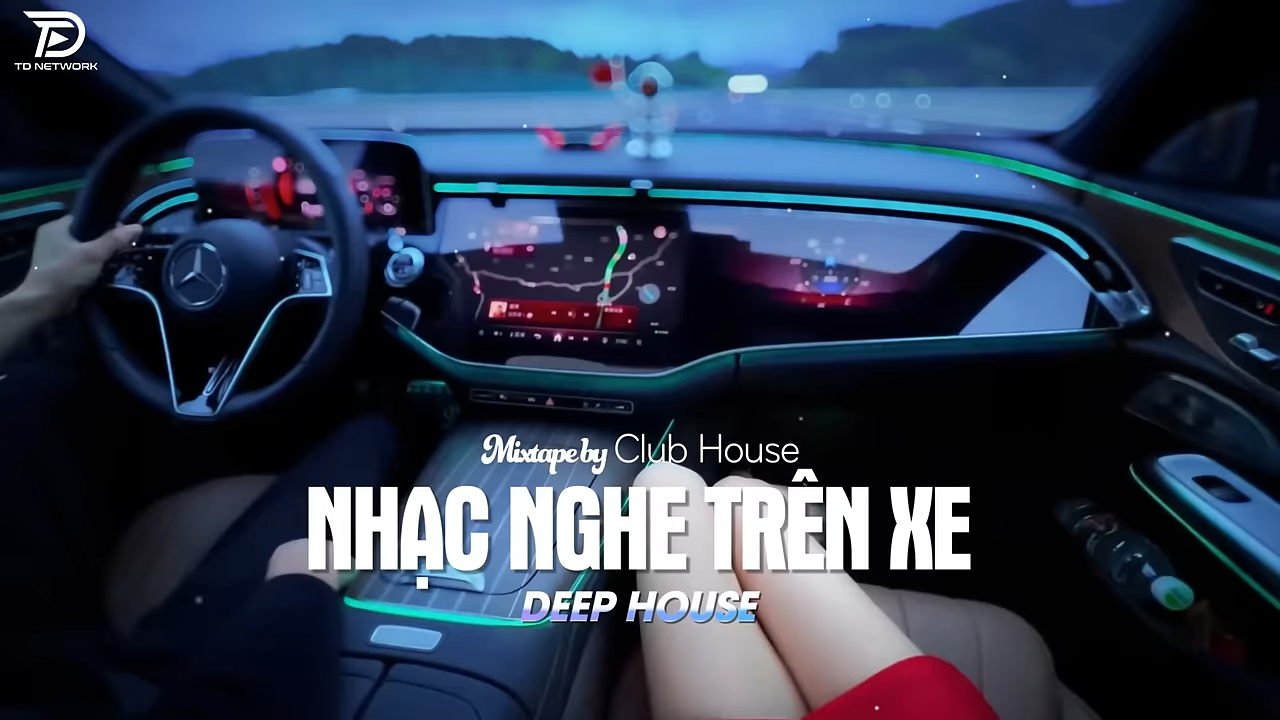 TD NETWORK
Mixtape by Club House
NHẠC NGHE TRÊN XE
DEEP HOUSE